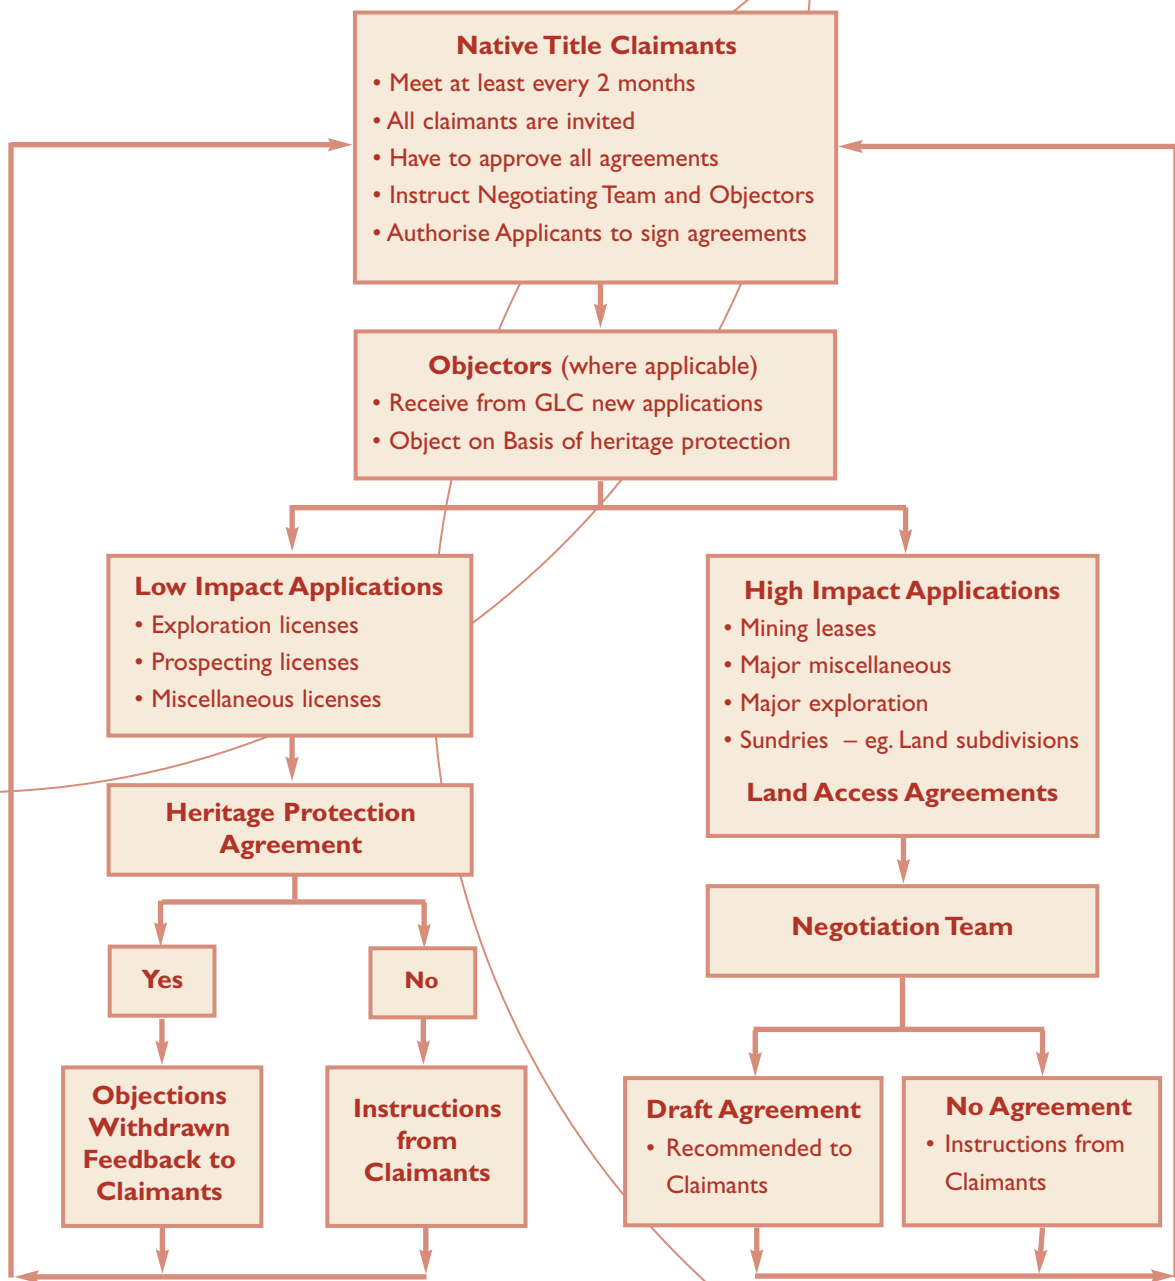 Native Title Claimants
• Meet at least every 2 months
• All claimants are invited
• Have to approve all agreements
• Instruct Negotiating Team and Objectors
• Authorise Applicants to sign agreements
Objectors (where applicable)
• Receive from GLC new applications
• Object on Basis of heritage protection
Low Impact Applications
• Exploration licenses
• Prospecting licenses
• Miscellaneous licenses
High Impact Applications
• Mining leases
• Major miscellaneous
• Major exploration
• Sundries – eg. Land subdivisions
Land Access Agreements
Heritage Protection
Agreement
Negotiation Team
Yes
No
Objections
Withdrawn
Feedback to
Claimants
Instructions
from
Claimants
Draft Agreement
• Recommended to
Claimants
No Agreement
• Instructions from
Claimants